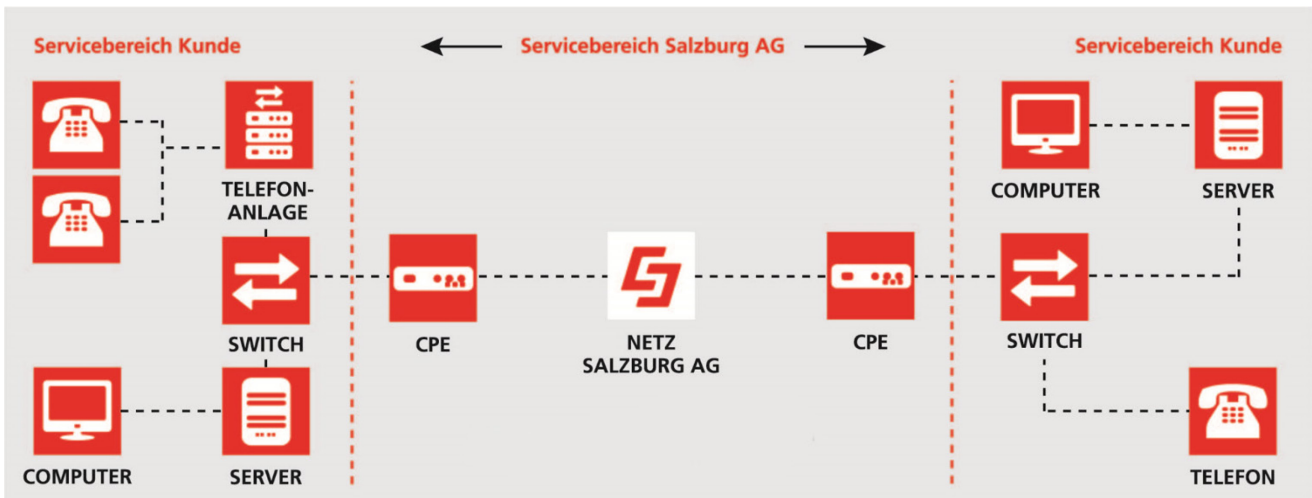 Servicebereich Kunde
Servicebereich Salzburg AG
Servicebereich Kunde
TELEFON-
ANLAGE
COMPUTER
SERVER
SWITCH
CPE
NETZ
SALZBURG AG
CPE
SWITCH
COMPUTER
SERVER
TELEFON